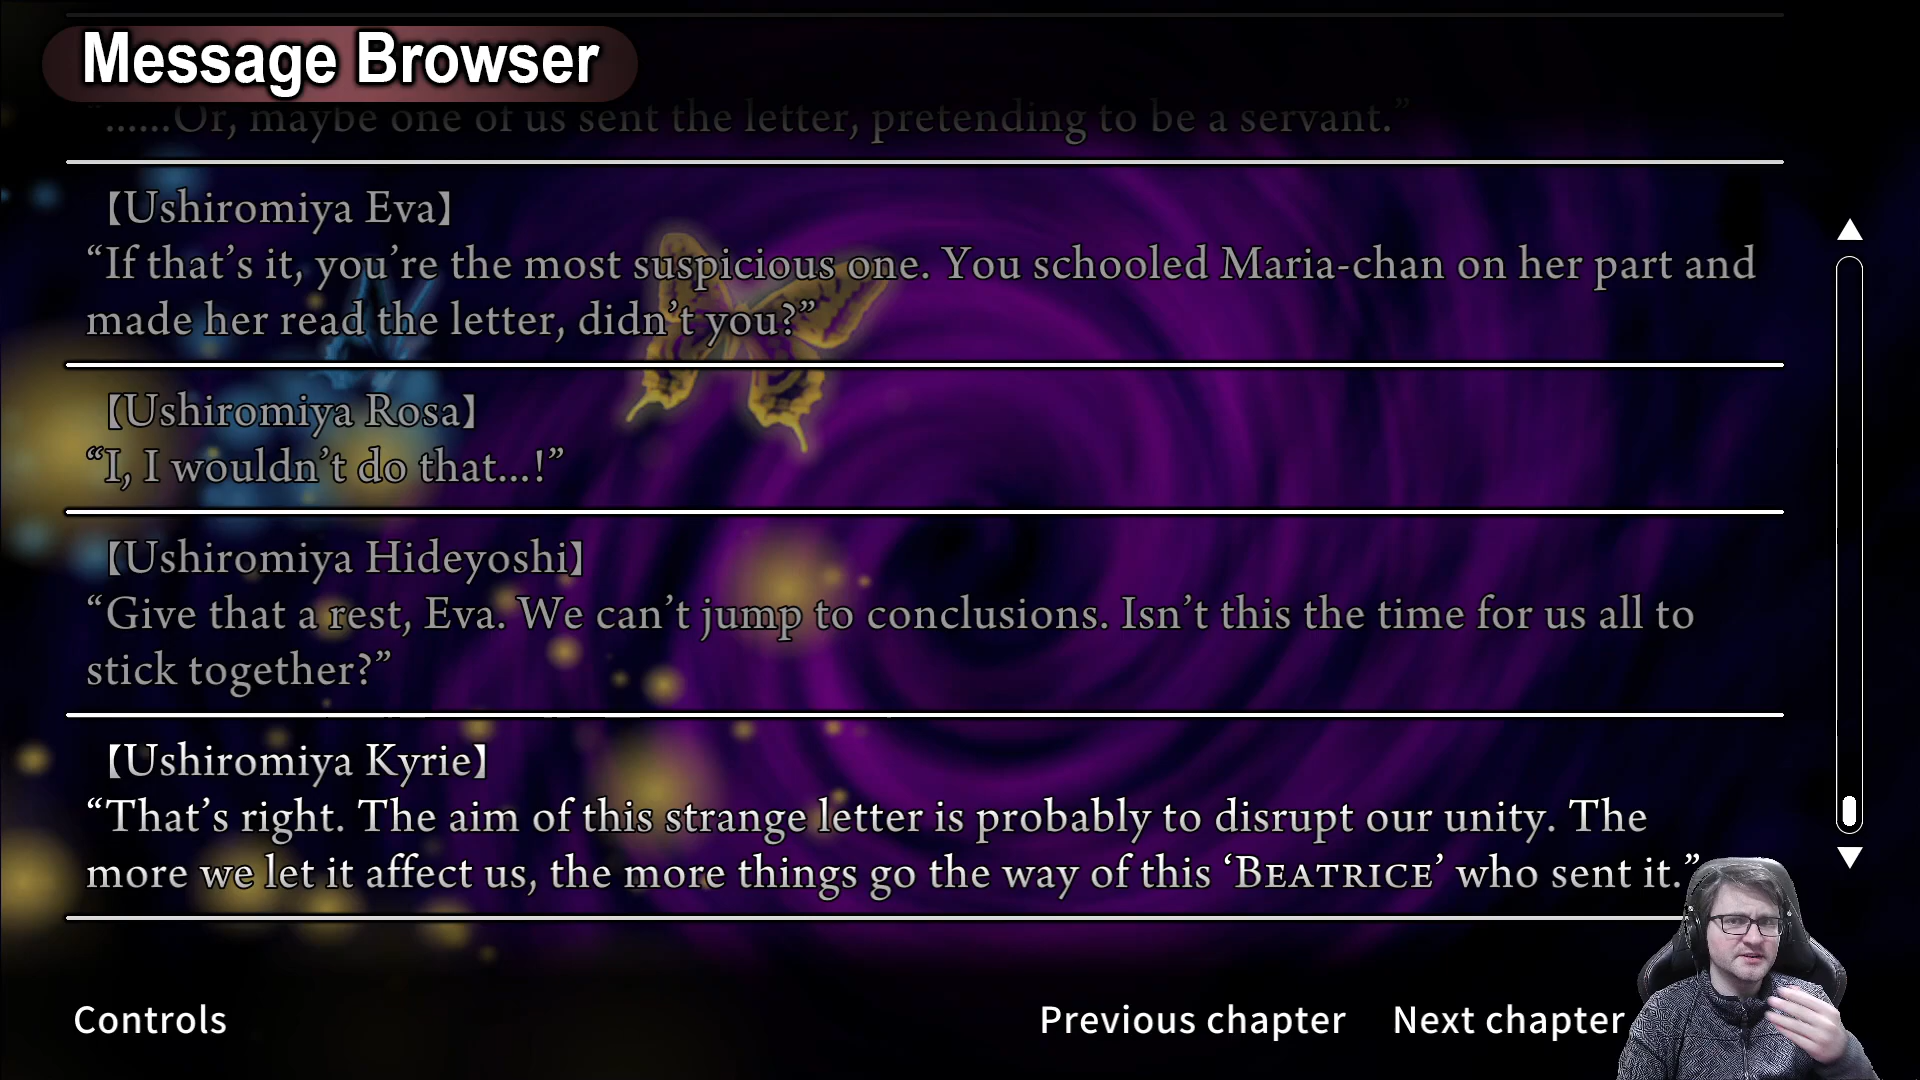 Message Browser
“......Or, maybe one of us sent the letter, pretending to be a servant.”
【Ushiromiya Eva】
“If that’s it, you’re the most suspicious one. You schooled Maria-chan on her part and
made her read the letter, didn’t you?”
【Ushiromiya Rosa】
“I, I wouldn’t do that...!”
【Ushiromiya Hideyoshi】
“Give that a rest, Eva. We can’t jump to conclusions. Isn’t this the time for us all to
stick together?”
【Ushiromiya Kyrie】
“That’s right. The aim of this strange letter is probably to disrupt our unity. The
more we let it affect us, the more things go the way of this ‘BEATRICE’ who sent it.”
Controls
Previous chapter
Next chapter